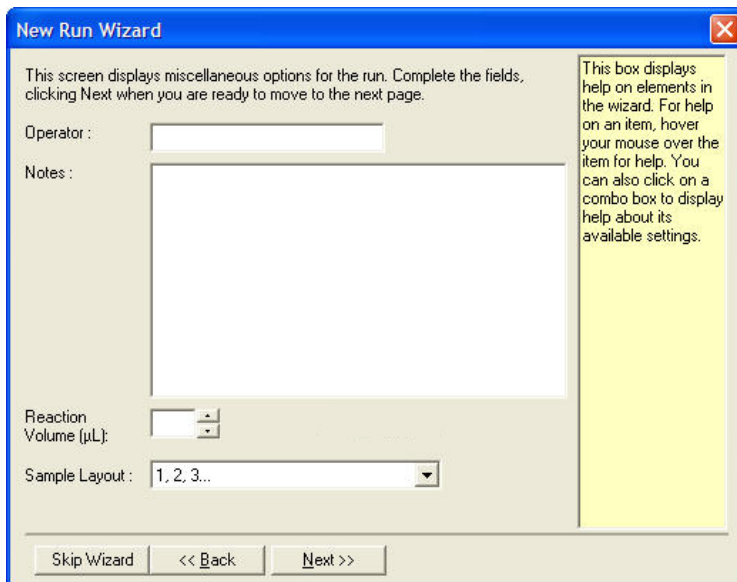 New Run Wizard
This screen displays miscellaneous options for the run. Complete the fields,
clicking Next when you are ready to move to the next page.
Operator :
Notes :
Reaction
Volume (µL):
Sample Layout :
1, 2, 3...
This box displays
help on elements in
the wizard. For help
on an item, hover
your mouse over the
item for help. You
can also click on a
combo box to display
help about its
available settings.
Skip Wizard
<< Back
Next >>